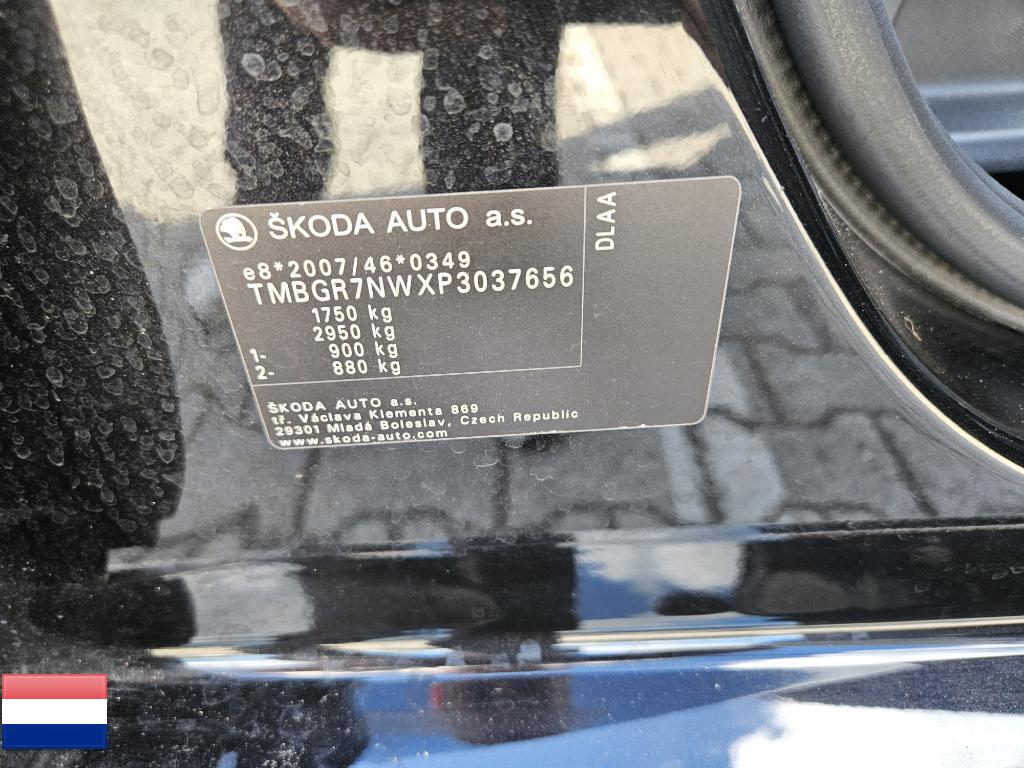 ŠKODA AUTO a.s.
DLAA
e8*2007/46*0349
TMBGR7NWXP3037656
1750 kg
2950 kg
1- 900 kg
2- 880 kg
ŠKODA AUTO a.s.
tř. Václava Klementa 869
29301 Mladá Boleslav, Czech Republic
www.skoda-auto.com